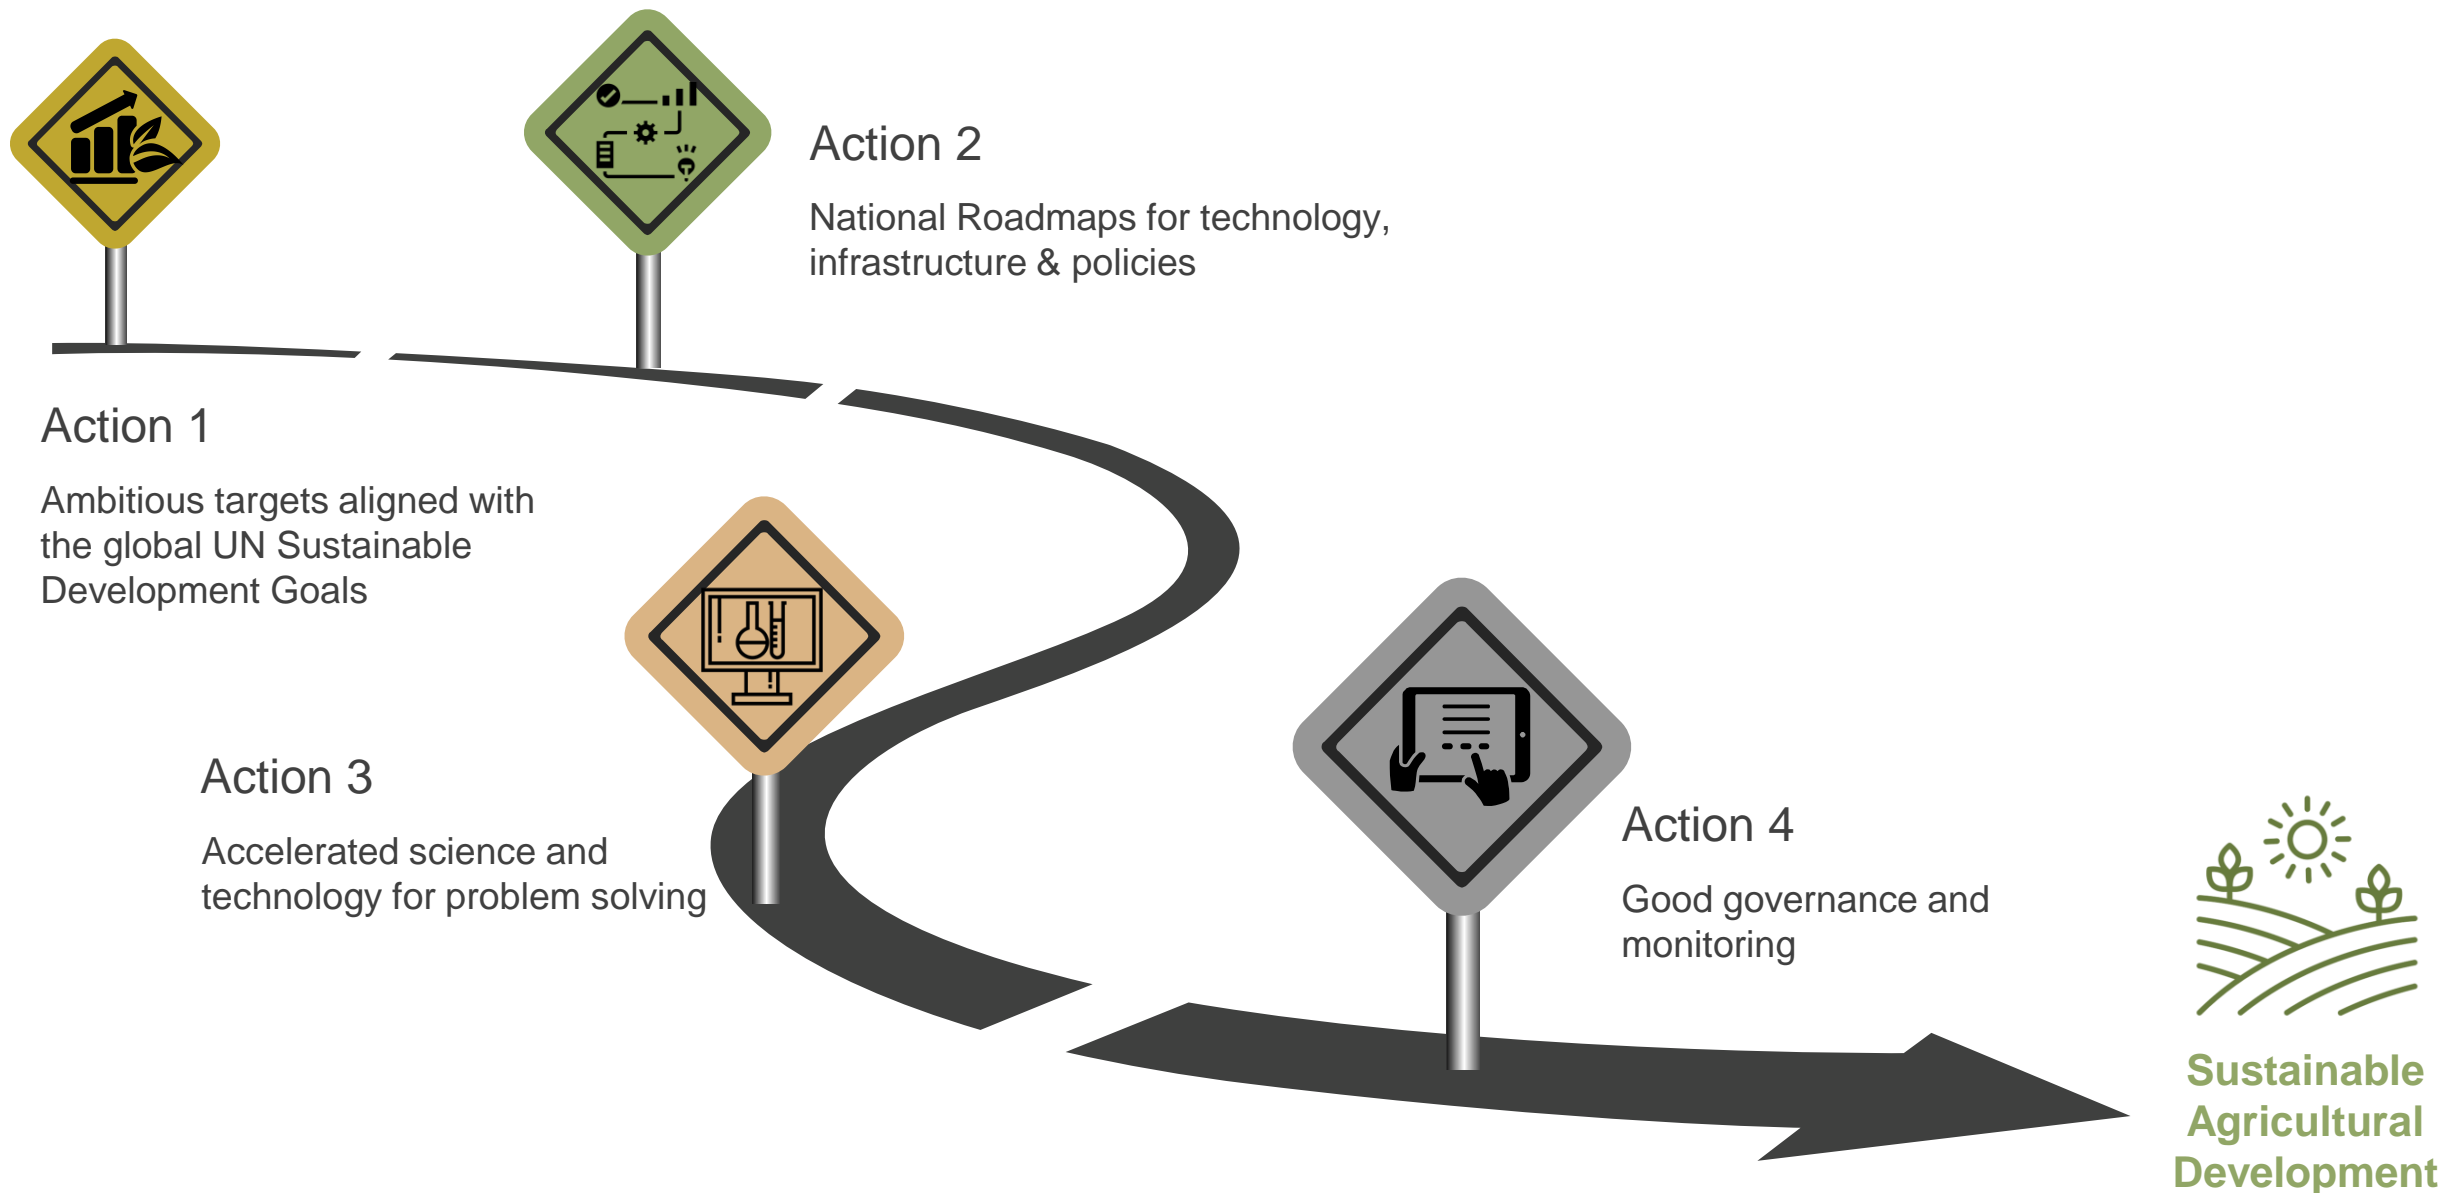 Action 1
Ambitious targets aligned with
the global UN Sustainable
Development Goals
Action 2
National Roadmaps for technology,
infrastructure & policies
Action 3
Accelerated science and
technology for problem solving
Action 4
Good governance and
monitoring
Sustainable
Agricultural
Development